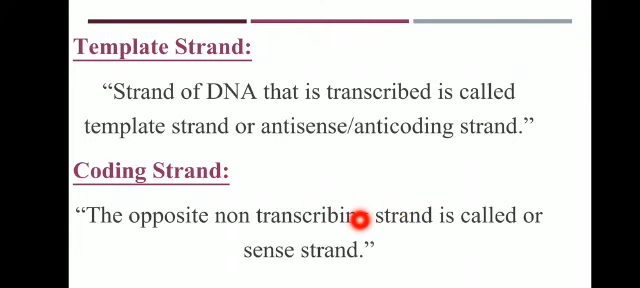 Template Strand:
“Strand of DNA that is transcribed is called
template strand or antisense/anticoding strand.”
Coding Strand:
“The opposite non transcribing strand is called or
sense strand.”